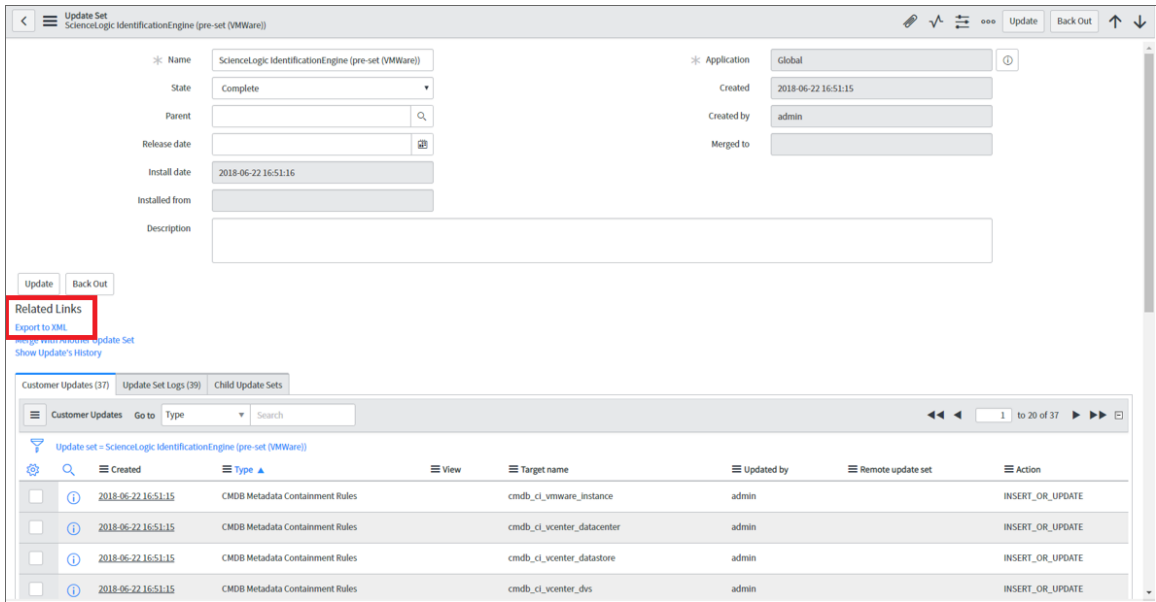 Update Set
ScienceLogic IdentificationEngine (pre-set (VMWare))
Update
Back Out
Name
ScienceLogic IdentificationEngine (pre-set (VMWare))
Application
Global
State
Complete
Created
2018-06-22 16:51:15
Parent
Created by
admin
Release date
Merged to
Install date
2018-06-22 16:51:16
Installed from
Description
Update
Back Out
Related Links
Export to XML
Merge With Another Update Set
Show Update's History
Customer Updates (37)
Update Set Logs (39)
Child Update Sets
Customer Updates
Go to
Type
Search
1 to 20 of 37
Update set = ScienceLogic IdentificationEngine (pre-set (VMWare))
Created
Type
View
Target name
Updated by
Remote update set
Action
2018-06-22 16:51:15 CMDB Metadata Containment Rules cmdb_ci_vmware_instance admin INSERT_OR_UPDATE
2018-06-22 16:51:15 CMDB Metadata Containment Rules cmdb_ci_vcenter_datacenter admin INSERT_OR_UPDATE
2018-06-22 16:51:15 CMDB Metadata Containment Rules cmdb_ci_vcenter_datastore admin INSERT_OR_UPDATE
2018-06-22 16:51:15 CMDB Metadata Containment Rules cmdb_ci_vcenter_dvs admin INSERT_OR_UPDATE